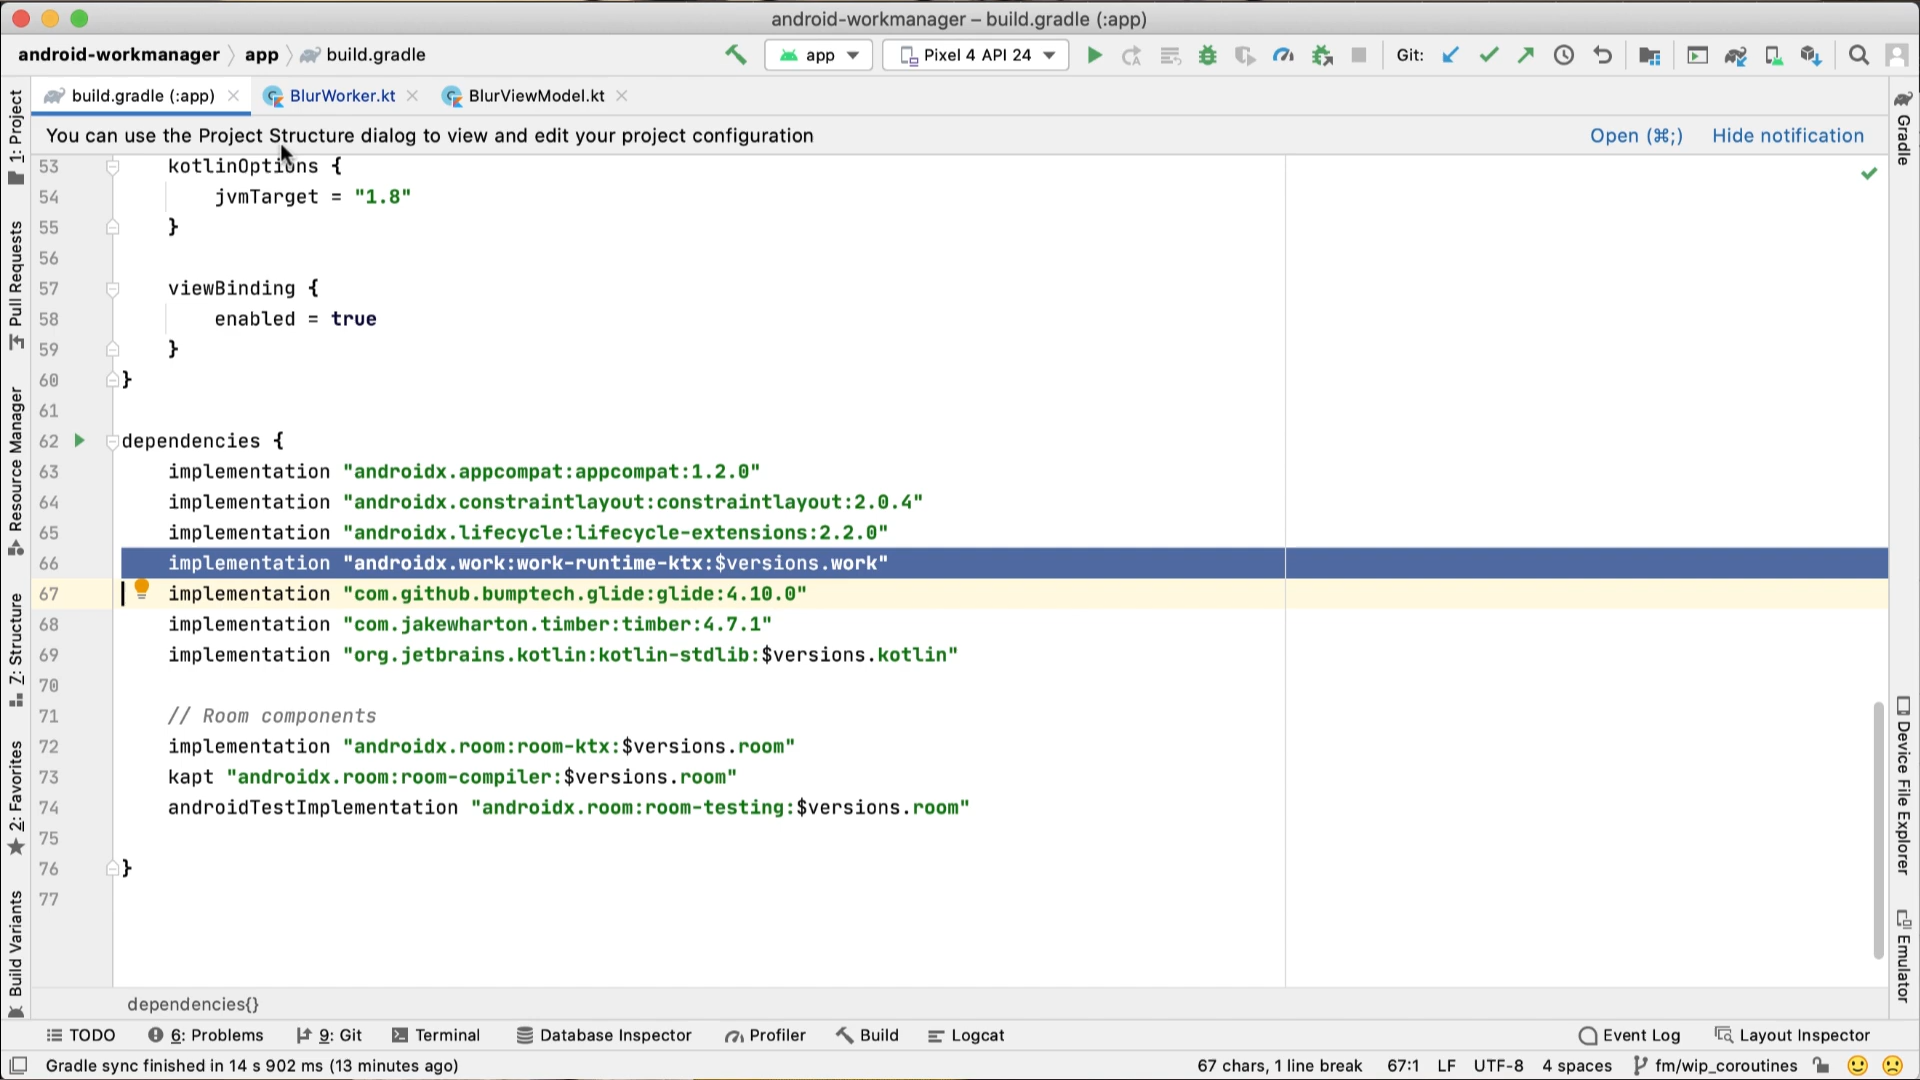 android-workmanager – build.gradle (:app)
android-workmanager app build.gradle app Pixel 4 API 24 Git:
build.gradle (:app) BlurWorker.kt BlurViewModel.kt
You can use the Project Structure dialog to view and edit your project configuration Open (⌘;) Hide notification
53 kotlinOptions {
54 jvmTarget = "1.8"
55 }
56
57 viewBinding {
58 enabled = true
59 }
60 }
61
62 dependencies {
63 implementation "androidx.appcompat:appcompat:1.2.0"
64 implementation "androidx.constraintlayout:constraintlayout:2.0.4"
65 implementation "androidx.lifecycle:lifecycle-extensions:2.2.0"
66 implementation "androidx.work:work-runtime-ktx:$versions.work"
67 implementation "com.github.bumptech.glide:glide:4.10.0"
68 implementation "com.jakewharton.timber:timber:4.7.1"
69 implementation "org.jetbrains.kotlin:kotlin-stdlib:$versions.kotlin"
70
71 // Room components
72 implementation "androidx.room:room-ktx:$versions.room"
73 kapt "androidx.room:room-compiler:$versions.room"
74 androidTestImplementation "androidx.room:room-testing:$versions.room"
75
76 }
77
dependencies{}
1: Project
Pull Requests
Resource Manager
Z: Structure
2: Favorites
Build Variants
Gradle
Device File Explorer
Emulator
TODO 6: Problems 9: Git Terminal Database Inspector Profiler Build Logcat Event Log Layout Inspector
Gradle sync finished in 14 s 902 ms (13 minutes ago) 67 chars, 1 line break 67:1 LF UTF-8 4 spaces fm/wip_coroutines